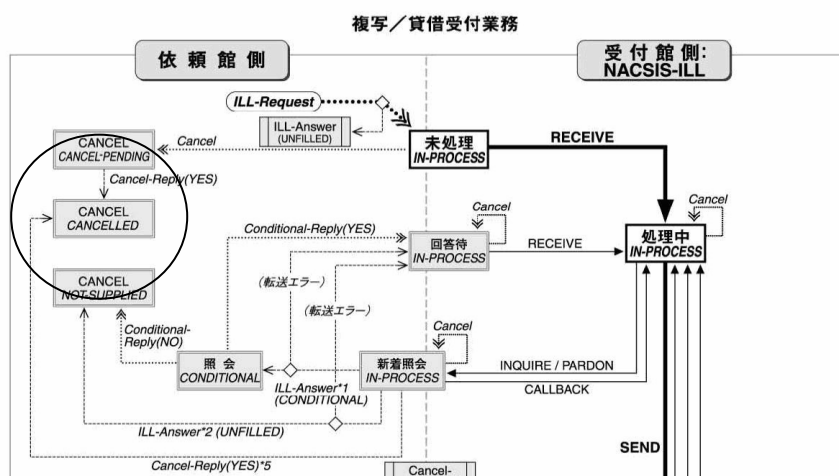 複写／貸借受付業務
依頼館側
受付館側:
NACSIS-ILL
ILL-Request
ILL-Answer
(UNFILLED)
未処理
IN-PROCESS
RECEIVE
CANCEL
CANCEL-PENDING
Cancel
Cancel-Reply(YES)
CANCEL
CANCELLED
Conditional-Reply(YES)
回答待
IN-PROCESS
Cancel
RECEIVE
処理中
IN-PROCESS
Cancel
CANCEL
NOT-SUPPLIED
(転送エラー)
(転送エラー)
Conditional-
Reply(NO)
照会
CONDITIONAL
新着照会
IN-PROCESS
Cancel
INQUIRE / PARDON
CALLBACK
ILL-Answer*1
(CONDITIONAL)
ILL-Answer*2 (UNFILLED)
SEND
Cancel-Reply(YES)*5
Cancel-